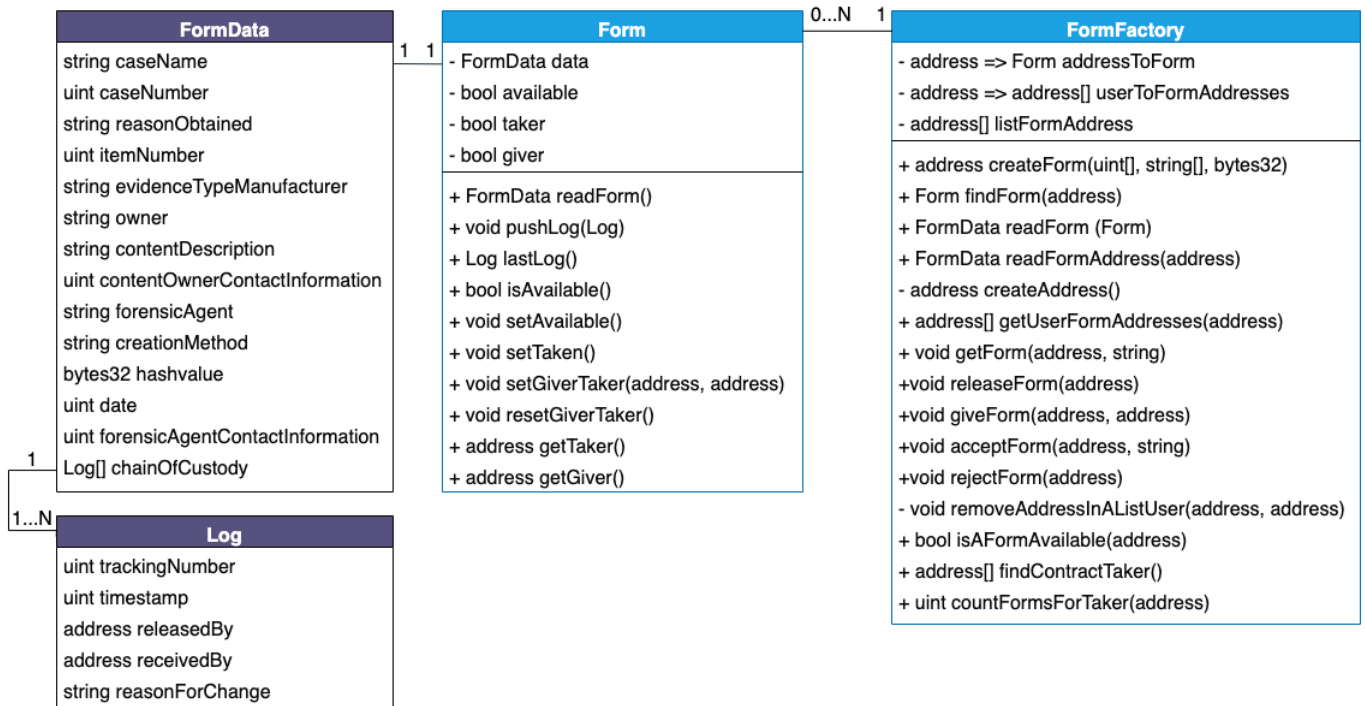 FormData
string caseName
uint caseNumber
string reasonObtained
uint itemNumber
string evidenceTypeManufacturer
string owner
string contentDescription
uint contentOwnerContactInformation
string forensicAgent
string creationMethod
bytes32 hashvalue
uint date
uint forensicAgentContactInformation
Log[] chainOfCustody
1
1...N
Log
uint trackingNumber
uint timestamp
address releasedBy
address receivedBy
string reasonForChange
1 1
Form
- FormData data
- bool available
- bool taker
- bool giver
+ FormData readForm()
+ void pushLog(Log)
+ Log lastLog()
+ bool isAvailable()
+ void setAvailable()
+ void setTaken()
+ void setGiverTaker(address, address)
+ void resetGiverTaker()
+ address getTaker()
+ address getGiver()
0...N 1
FormFactory
- address => Form addressToForm
- address => address[] userToFormAddresses
- address[] listFormAddress
+ address createForm(uint[], string[], bytes32)
+ Form findForm(address)
+ FormData readForm (Form)
+ FormData readFormAddress(address)
- address createAddress()
+ address[] getUserFormAddresses(address)
+ void getForm(address, string)
+void releaseForm(address)
+void giveForm(address, address)
+void acceptForm(address, string)
+void rejectForm(address)
- void removeAddressInAListUser(address, address)
+ bool isAFormAvailable(address)
+ address[] findContractTaker()
+ uint countFormsForTaker(address)